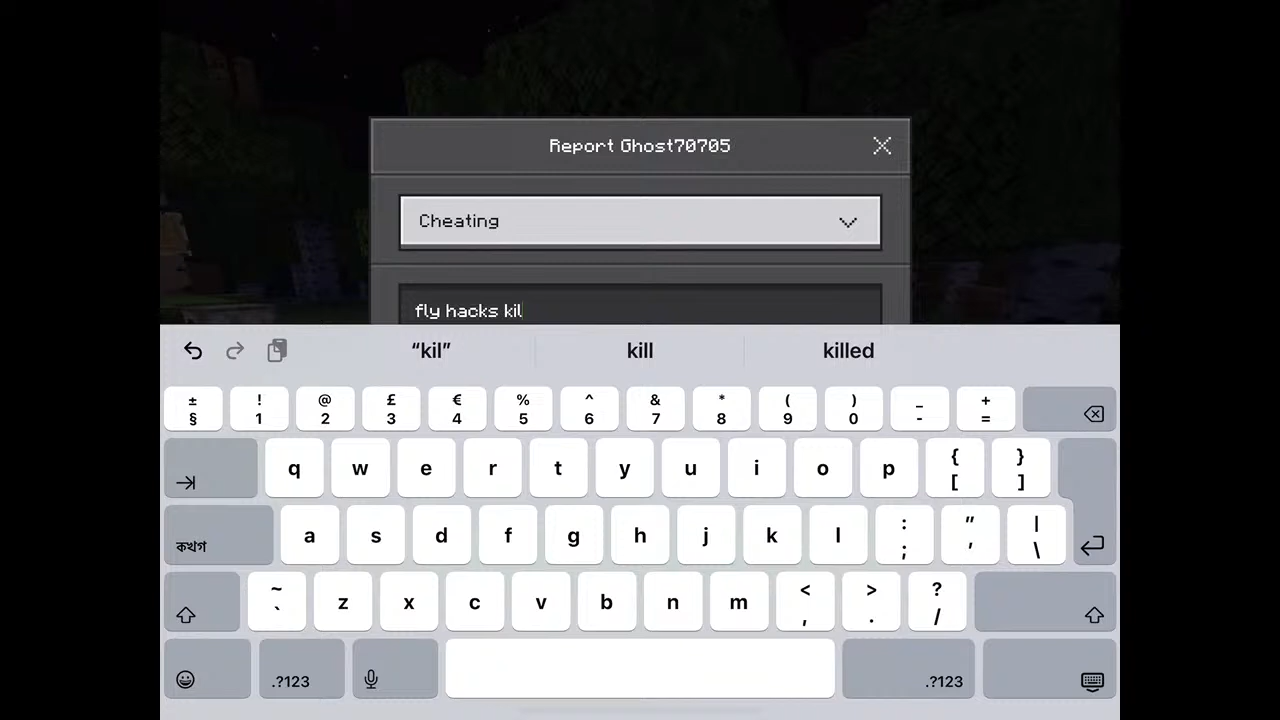 Report Ghost70705
Cheating
fly hacks kil
“kil” kill killed
± ! @ £ € % ^ & * ( ) _ +
§ 1 2 3 4 5 6 7 8 9 0 - =
q w e r t y u i o p { }
[ ]
কখগ a s d f g h j k l : " |
; ' \
~ z x c v b n m < > ?
` , . /
.?123 .?123